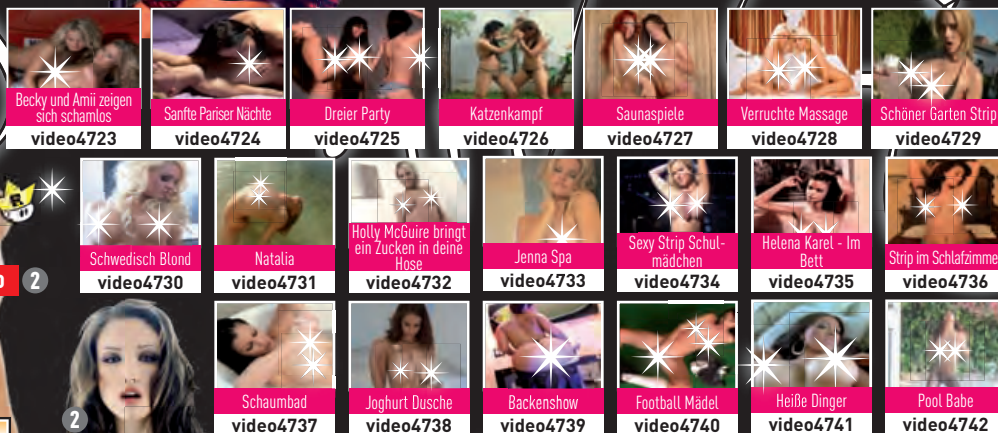 Becky und Amii zeigen
sich schamlos
video4723
Sanfte Pariser Nächte
video4724
Dreier Party
video4725
Katzenkampf
video4726
Saunaspiele
video4727
Verruchte Massage
video4728
Schöner Garten Strip
video4729
R
Schwedisch Blond
video4730
Natalia
video4731
Holly McGuire bringt
ein Zucken in deine
Hose
video4732
Jenna Spa
video4733
Sexy Strip Schul-
mädchen
video4734
Helena Karel - Im
Bett
video4735
Strip im Schlafzimme
video4736
2
2
Schaumbad
video4737
Joghurt Dusche
video4738
Backenshow
video4739
Football Mädel
video4740
Heiße Dinger
video4741
Pool Babe
video4742